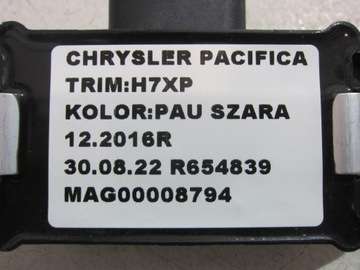 CHRYSLER PACIFICA
TRIM:H7XP
KOLOR:PAU SZARA
12.2016R
30.08.22 R654839
MAG00008794